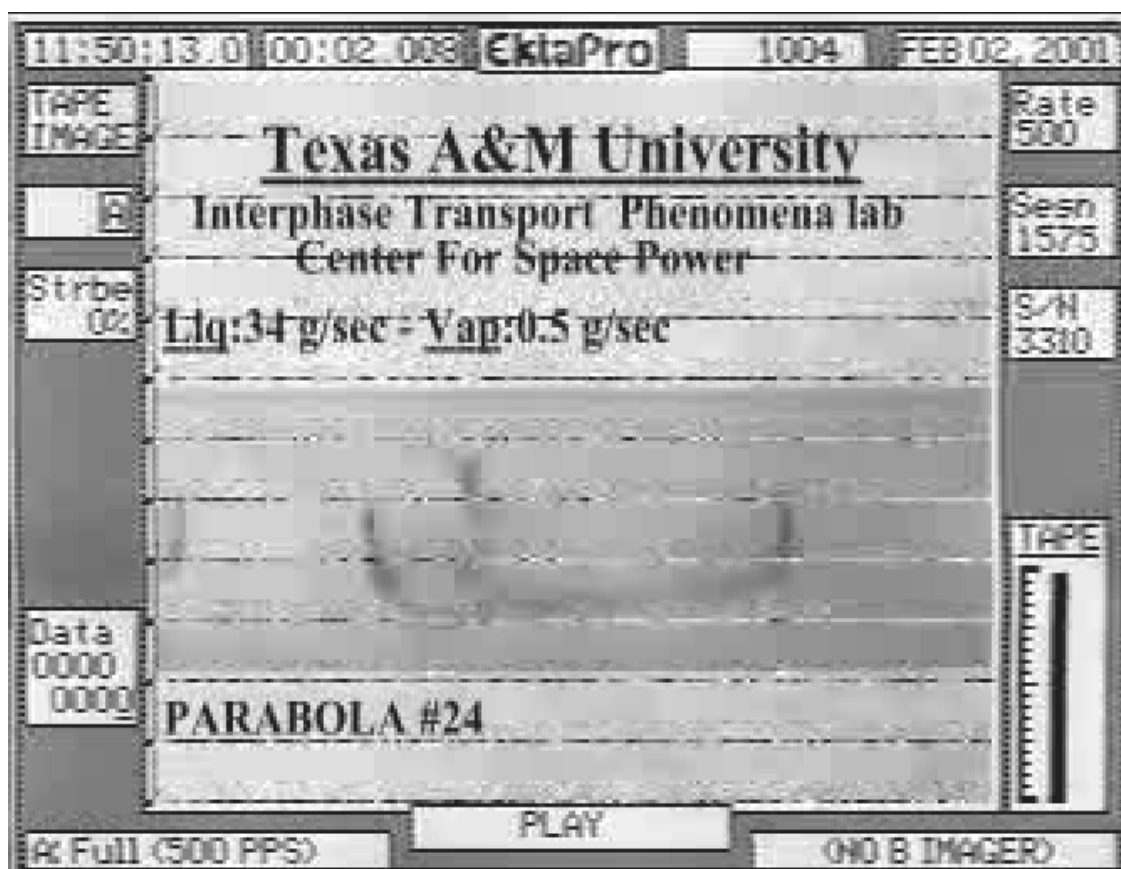 11:50:13.0 00:02.008 EktaPro 1004 FEB 02, 2001
TAPE
IMAGE
Rate
500
Texas A&M University
A
Interphase Transport Phenomena lab
Sesn
1575
Center For Space Power
Strbe
02
Liq:34 g/sec - Vap:0.5 g/sec
S/N
3310
TAPE
Data
0000
0000
PARABOLA #24
PLAY
A: Full (500 PPS)
(NO B IMAGER)